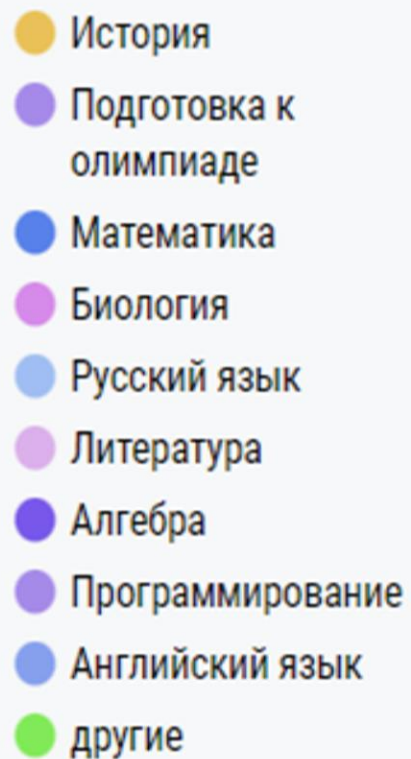 История
Подготовка к
олимпиаде
Математика
Биология
Русский язык
Литература
Алгебра
Программирование
Английский язык
другие